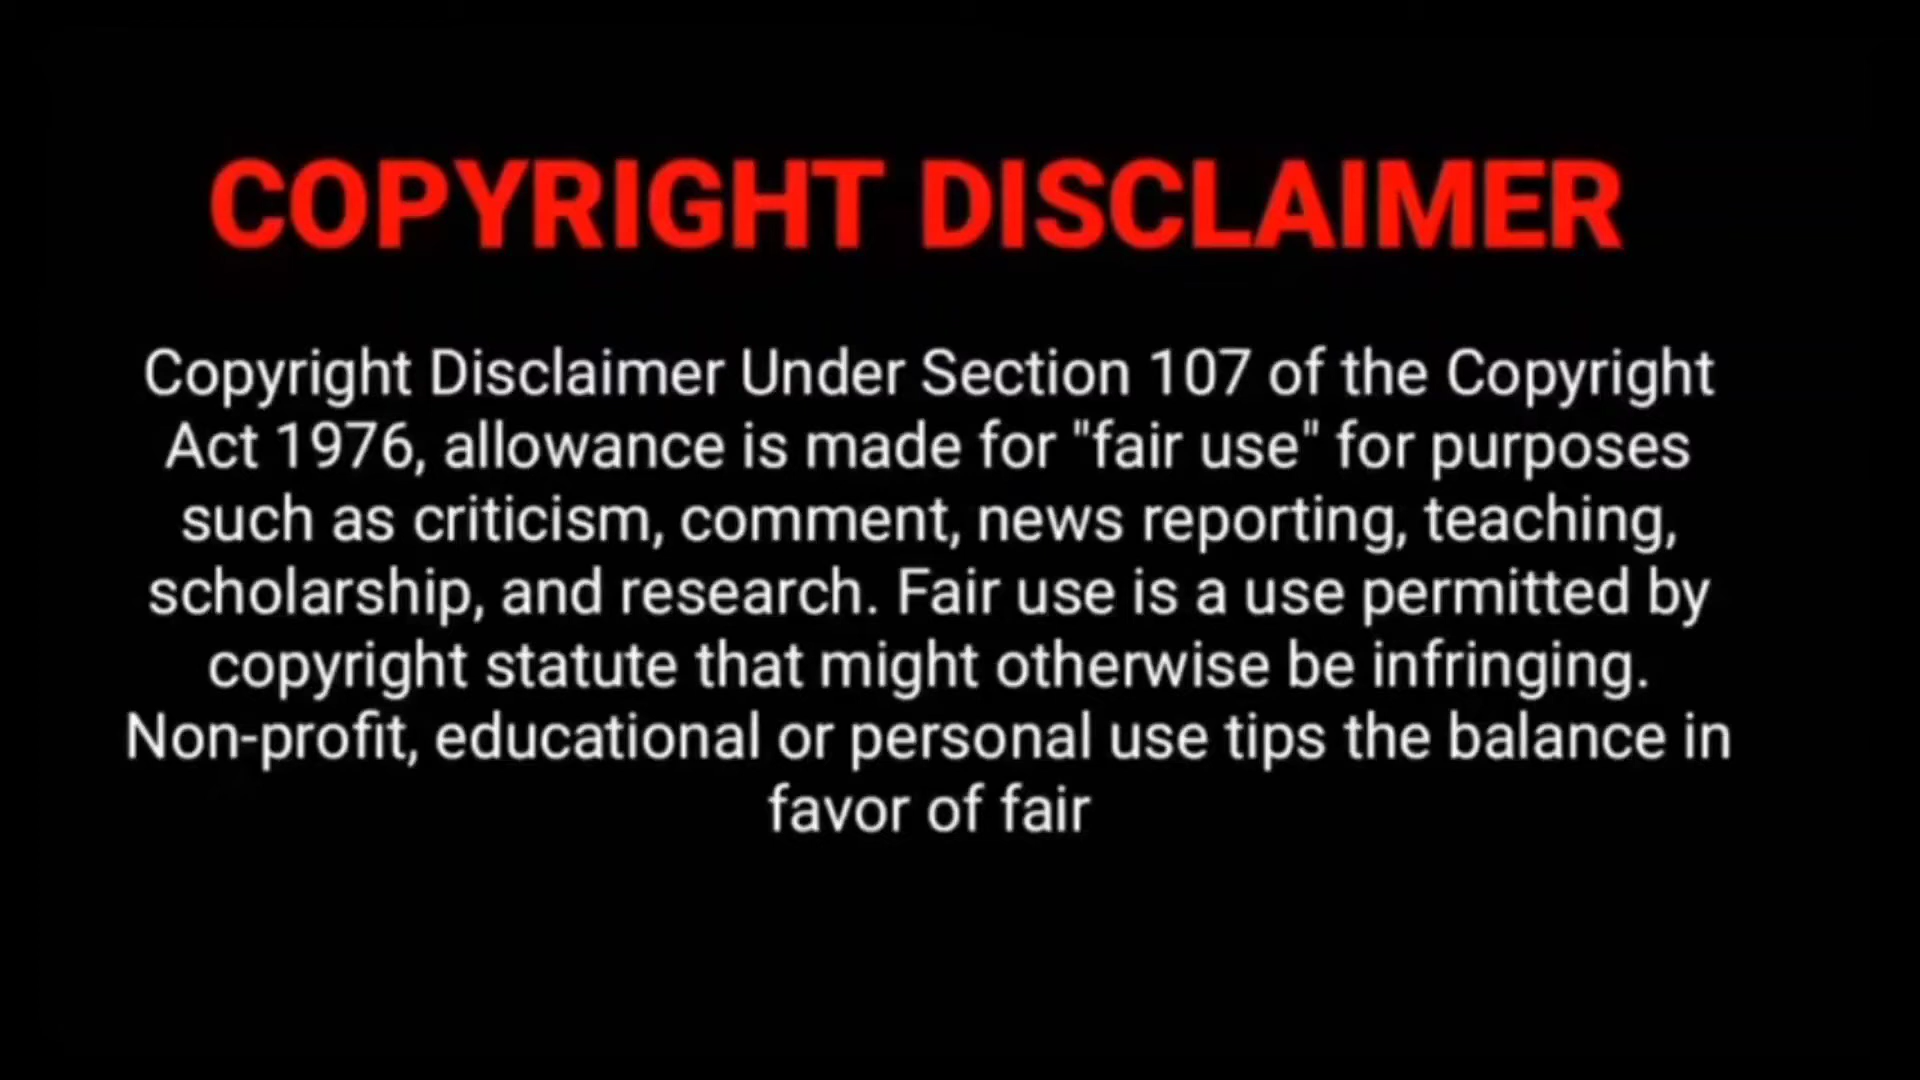 COPYRIGHT DISCLAIMER
Copyright Disclaimer Under Section 107 of the Copyright
Act 1976, allowance is made for "fair use" for purposes
such as criticism, comment, news reporting, teaching,
scholarship, and research. Fair use is a use permitted by
copyright statute that might otherwise be infringing.
Non-profit, educational or personal use tips the balance in
favor of fair